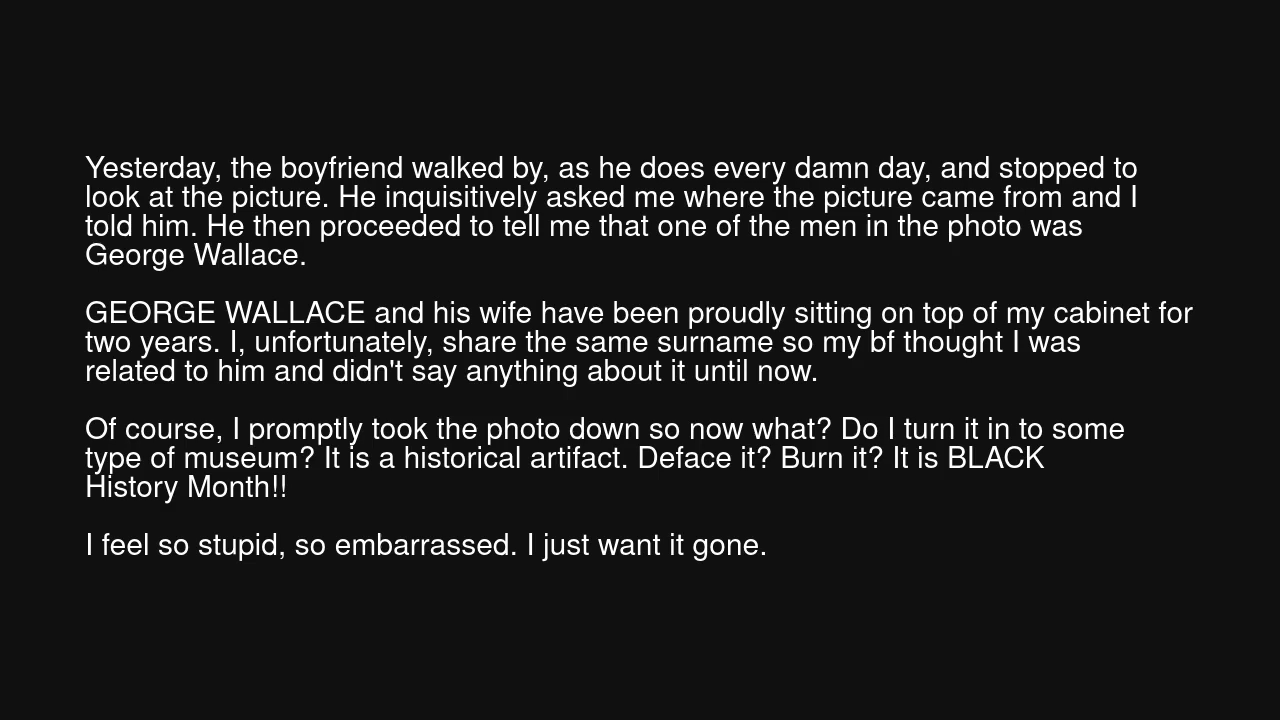 Yesterday, the boyfriend walked by, as he does every damn day, and stopped to
look at the picture. He inquisitively asked me where the picture came from and I
told him. He then proceeded to tell me that one of the men in the photo was
George Wallace.
GEORGE WALLACE and his wife have been proudly sitting on top of my cabinet for
two years. I, unfortunately, share the same surname so my bf thought I was
related to him and didn't say anything about it until now.
Of course, I promptly took the photo down so now what? Do I turn it in to some
type of museum? It is a historical artifact. Deface it? Burn it? It is BLACK
History Month!!
I feel so stupid, so embarrassed. I just want it gone.